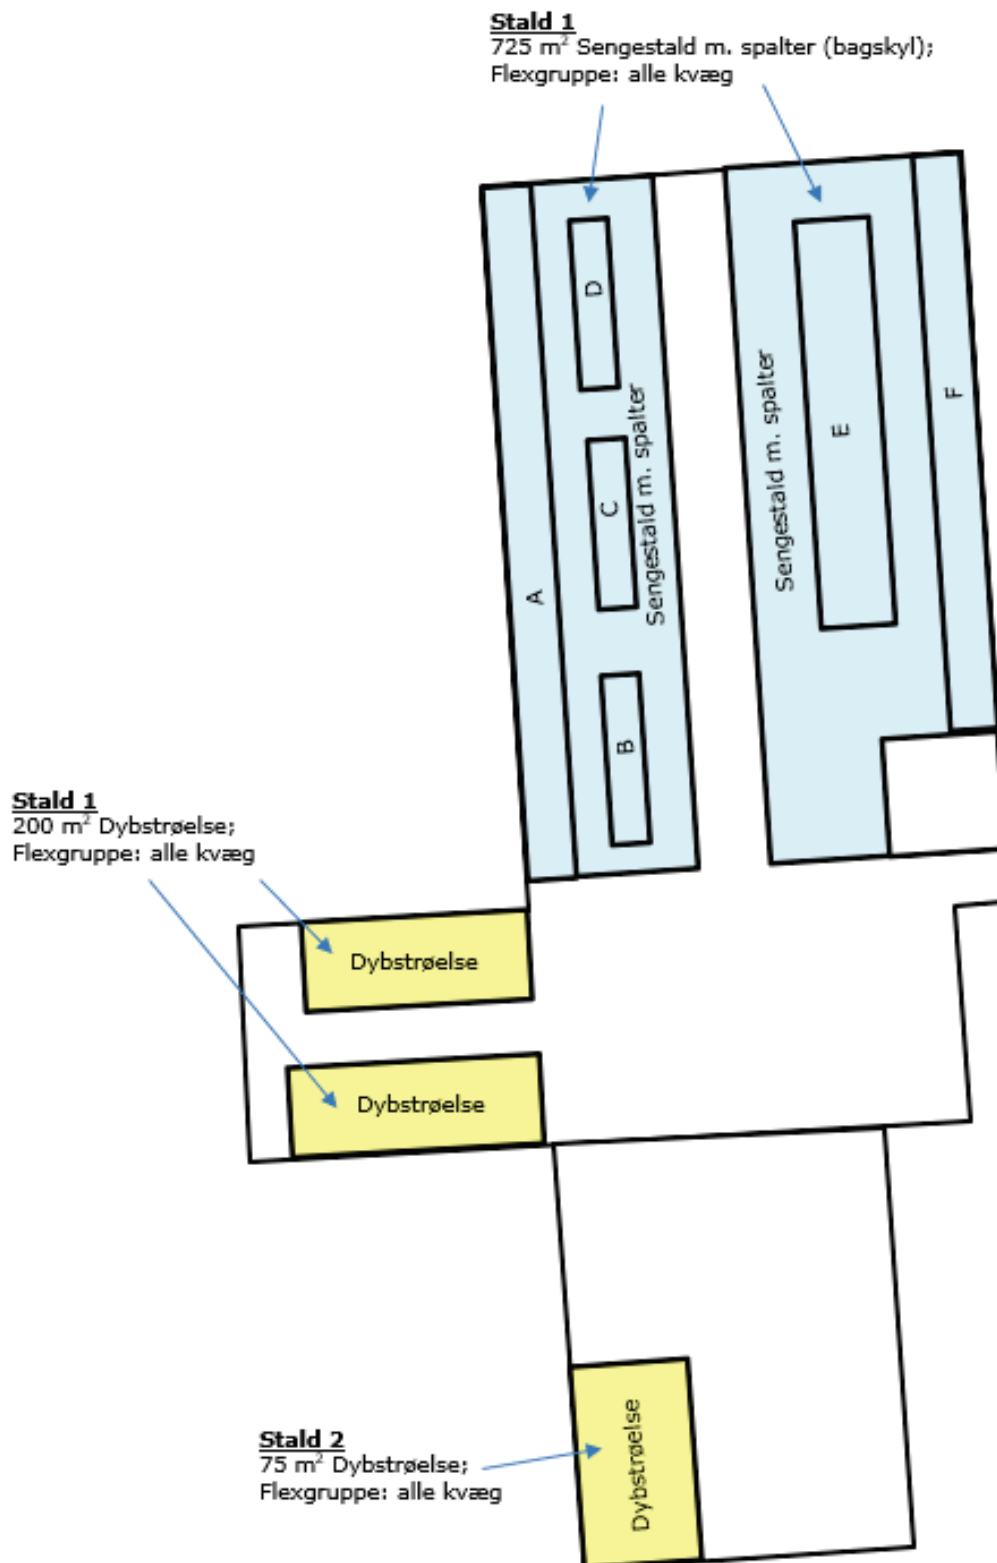 Stald 1
725 m² Sengestald m. spalter (bagskyl);
Flexgruppe: alle kvæg
D
C
Sengestald m. spalter
A
B
Sengestald m. spalter
E
F
Stald 1
200 m² Dybstrøelse;
Flexgruppe: alle kvæg
Dybstrøelse
Dybstrøelse
Stald 2
75 m² Dybstrøelse;
Flexgruppe: alle kvæg
Dybstrøelse